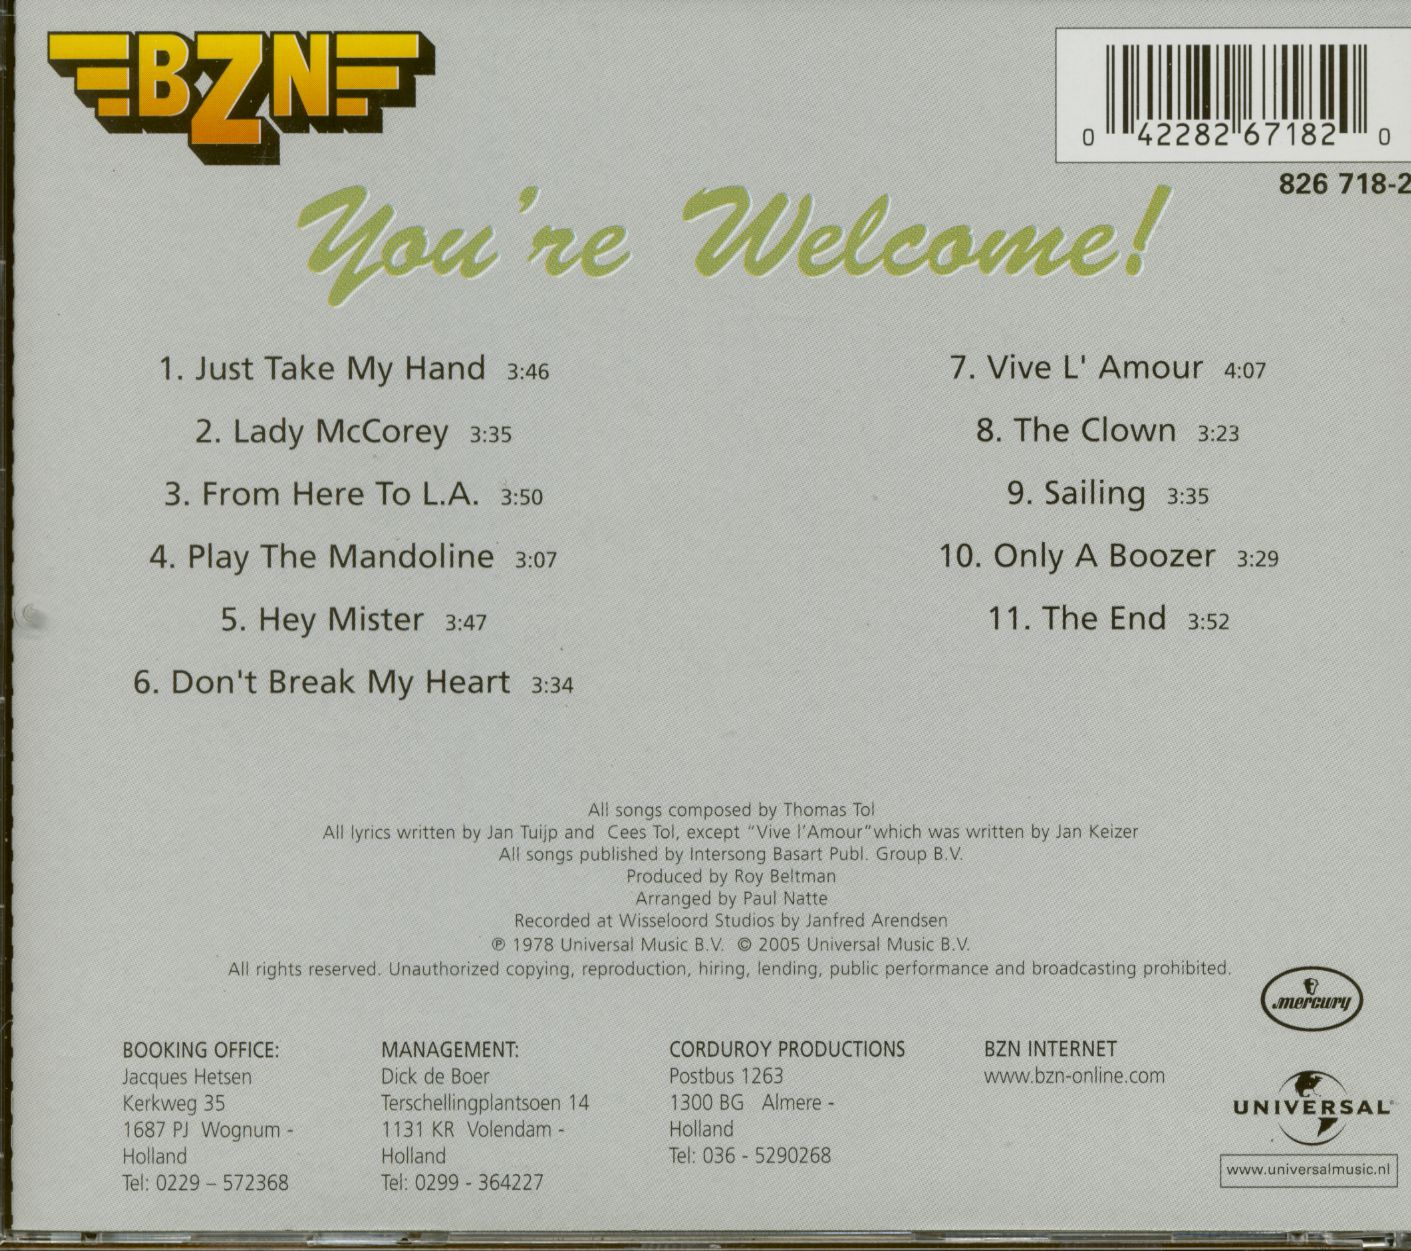 BZN
0 42282 67182 0
826 718-2
You're Welcome!
1. Just Take My Hand 3:46
2. Lady McCorey 3:35
3. From Here To L.A. 3:50
4. Play The Mandoline 3:07
5. Hey Mister 3:47
6. Don't Break My Heart 3:34
7. Vive L' Amour 4:07
8. The Clown 3:23
9. Sailing 3:35
10. Only A Boozer 3:29
11. The End 3:52
All songs composed by Thomas Tol
All lyrics written by Jan Tuijp and Cees Tol, except “Vive l’Amour”which was written by Jan Keizer
All songs published by Intersong Basart Publ. Group B.V.
Produced by Roy Beltman
Arranged by Paul Natte
Recorded at Wisseloord Studios by Janfred Arendsen
℗ 1978 Universal Music B.V. © 2005 Universal Music B.V.
All rights reserved. Unauthorized copying, reproduction, hiring, lending, public performance and broadcasting prohibited.
BOOKING OFFICE:
Jacques Hetsen
Kerkweg 35
1687 PJ Wognum -
Holland
Tel: 0229 – 572368
MANAGEMENT:
Dick de Boer
Terschellingplantsoen 14
1131 KR Volendam -
Holland
Tel: 0299 - 364227
CORDUROY PRODUCTIONS
Postbus 1263
1300 BG Almere -
Holland
Tel: 036 - 5290268
BZN INTERNET
www.bzn-online.com
mercury
UNIVERSAL
www.universalmusic.nl